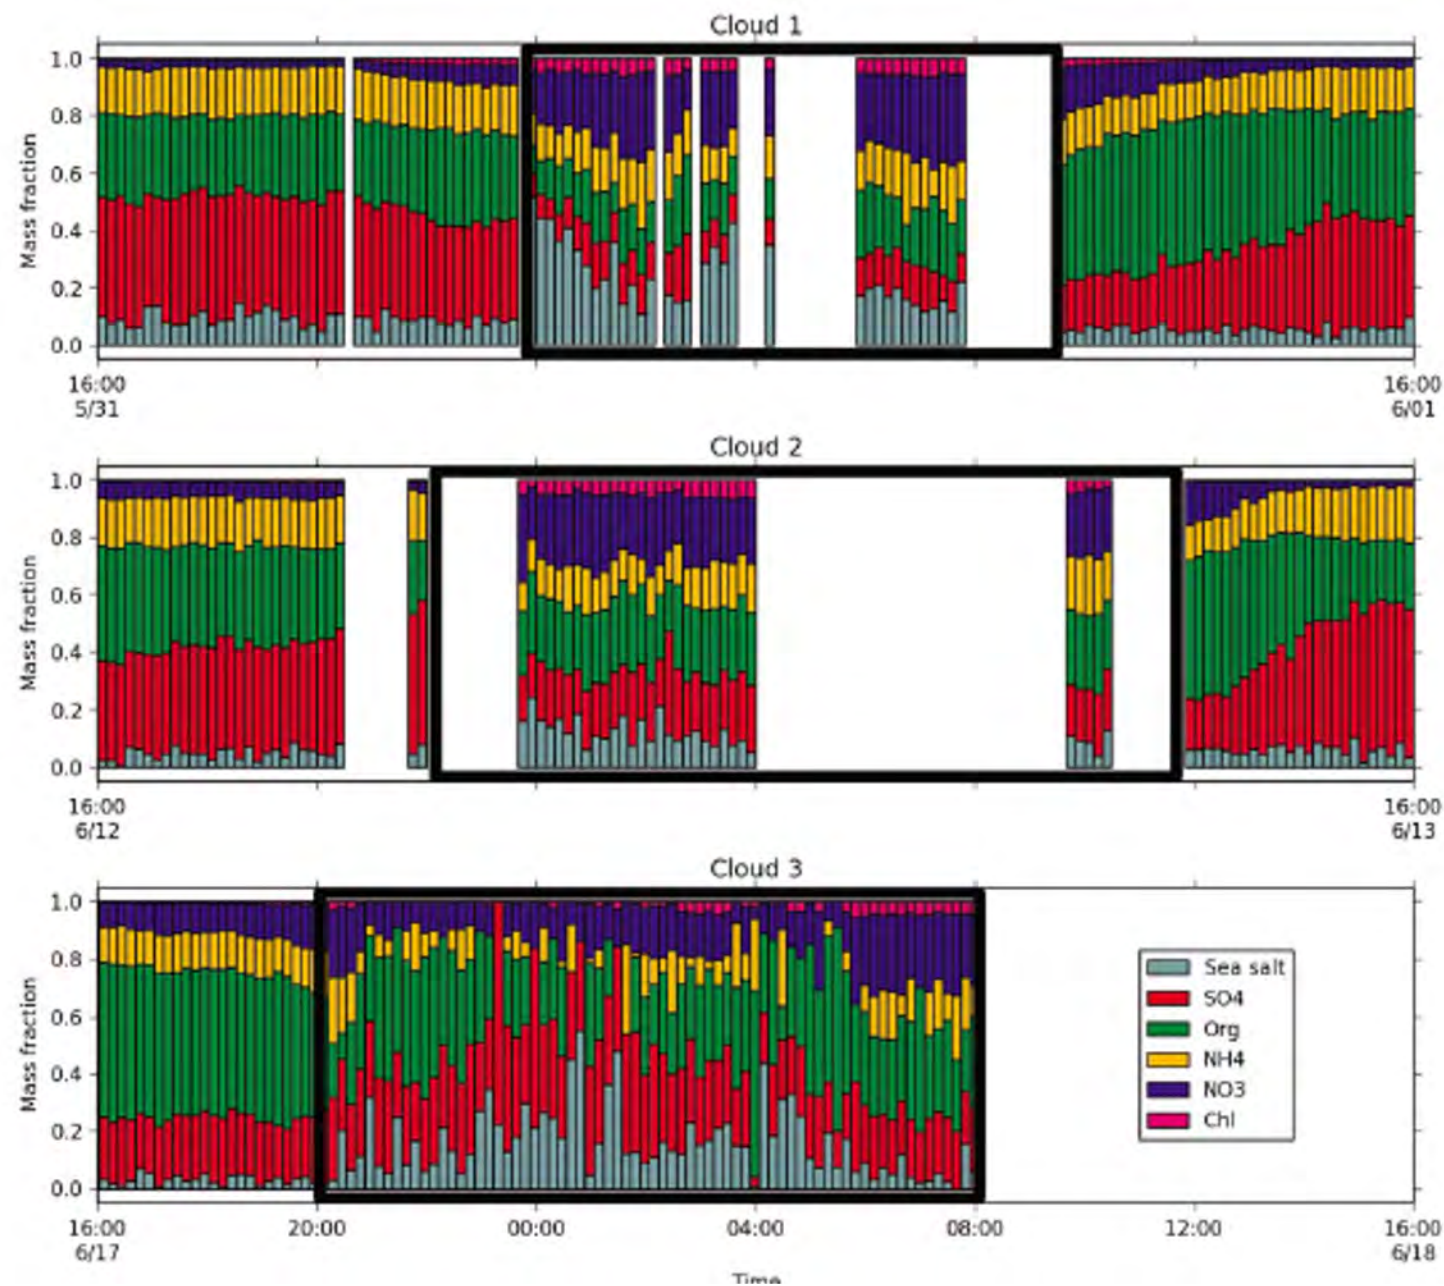 Cloud 1
1.0
0.8
0.6
0.4
0.2
0.0
Mass fraction
16:00 16:00
5/31 6/01
Cloud 2
1.0
0.8
0.6
0.4
0.2
0.0
Mass fraction
16:00 16:00
6/12 6/13
Cloud 3
1.0
0.8
0.6
0.4
0.2
0.0
Mass fraction
Sea salt
SO4
Org
NH4
NO3
Chl
16:00 20:00 00:00 04:00 08:00 12:00 16:00
6/17 6/18
Time